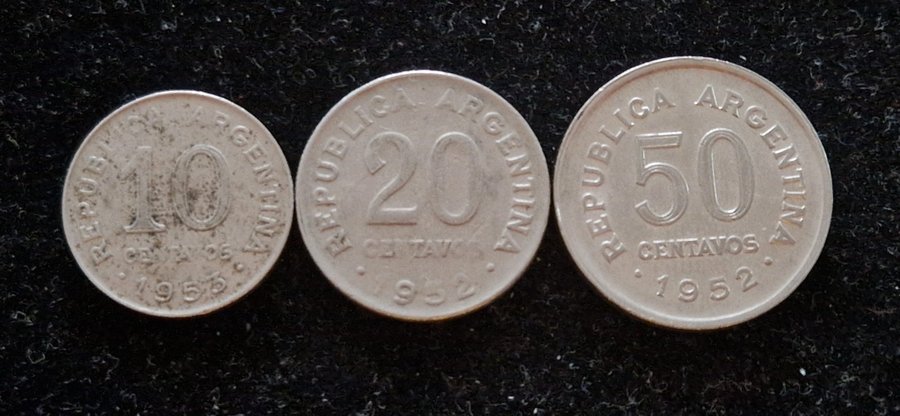 REPUBLICA ARGENTINA
10
CENTAVOS
1953
REPUBLICA ARGENTINA
20
CENTAVOS
1952
REPUBLICA ARGENTINA
50
CENTAVOS
1952